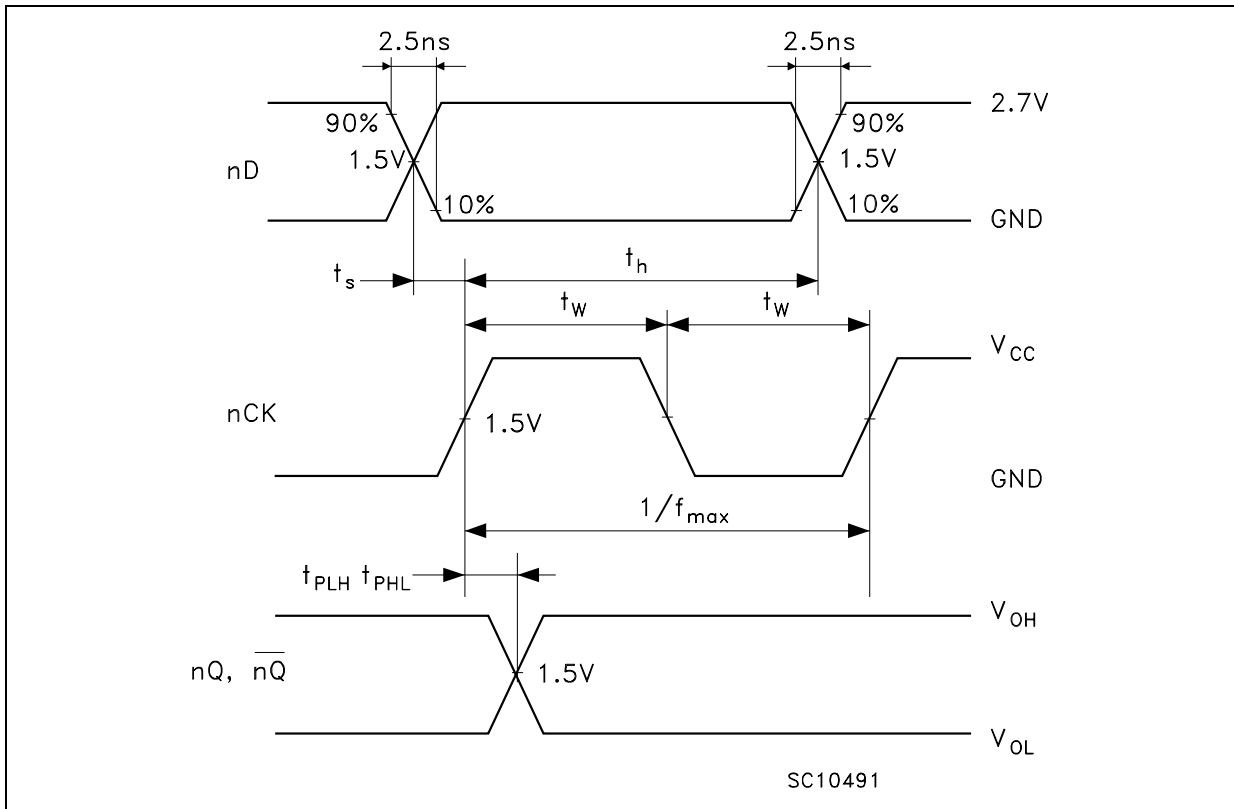 2.5ns 2.5ns
2.7V
90% 90%
1.5V 1.5V
nD
10% 10%
GND
ts th
tW tW
VCC
nCK
1.5V
GND
1/fmax
tPLH tPHL
VOH
nQ, n̅Q̅
1.5V
VOL
SC10491